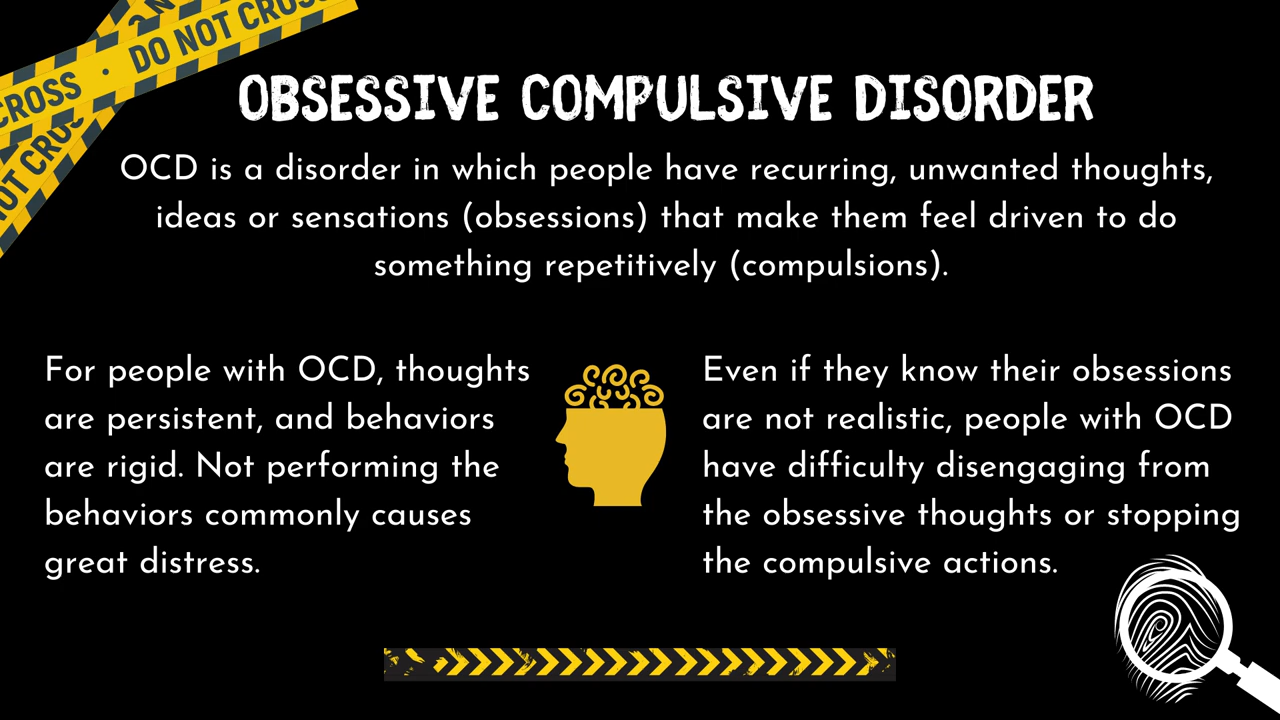 DO NOT CROSS
CROSS · DO NOT CROSS
NOT CROSS
OBSESSIVE COMPULSIVE DISORDER
OCD is a disorder in which people have recurring, unwanted thoughts,
ideas or sensations (obsessions) that make them feel driven to do
something repetitively (compulsions).
For people with OCD, thoughts
are persistent, and behaviors
are rigid. Not performing the
behaviors commonly causes
great distress.
Even if they know their obsessions
are not realistic, people with OCD
have difficulty disengaging from
the obsessive thoughts or stopping
the compulsive actions.